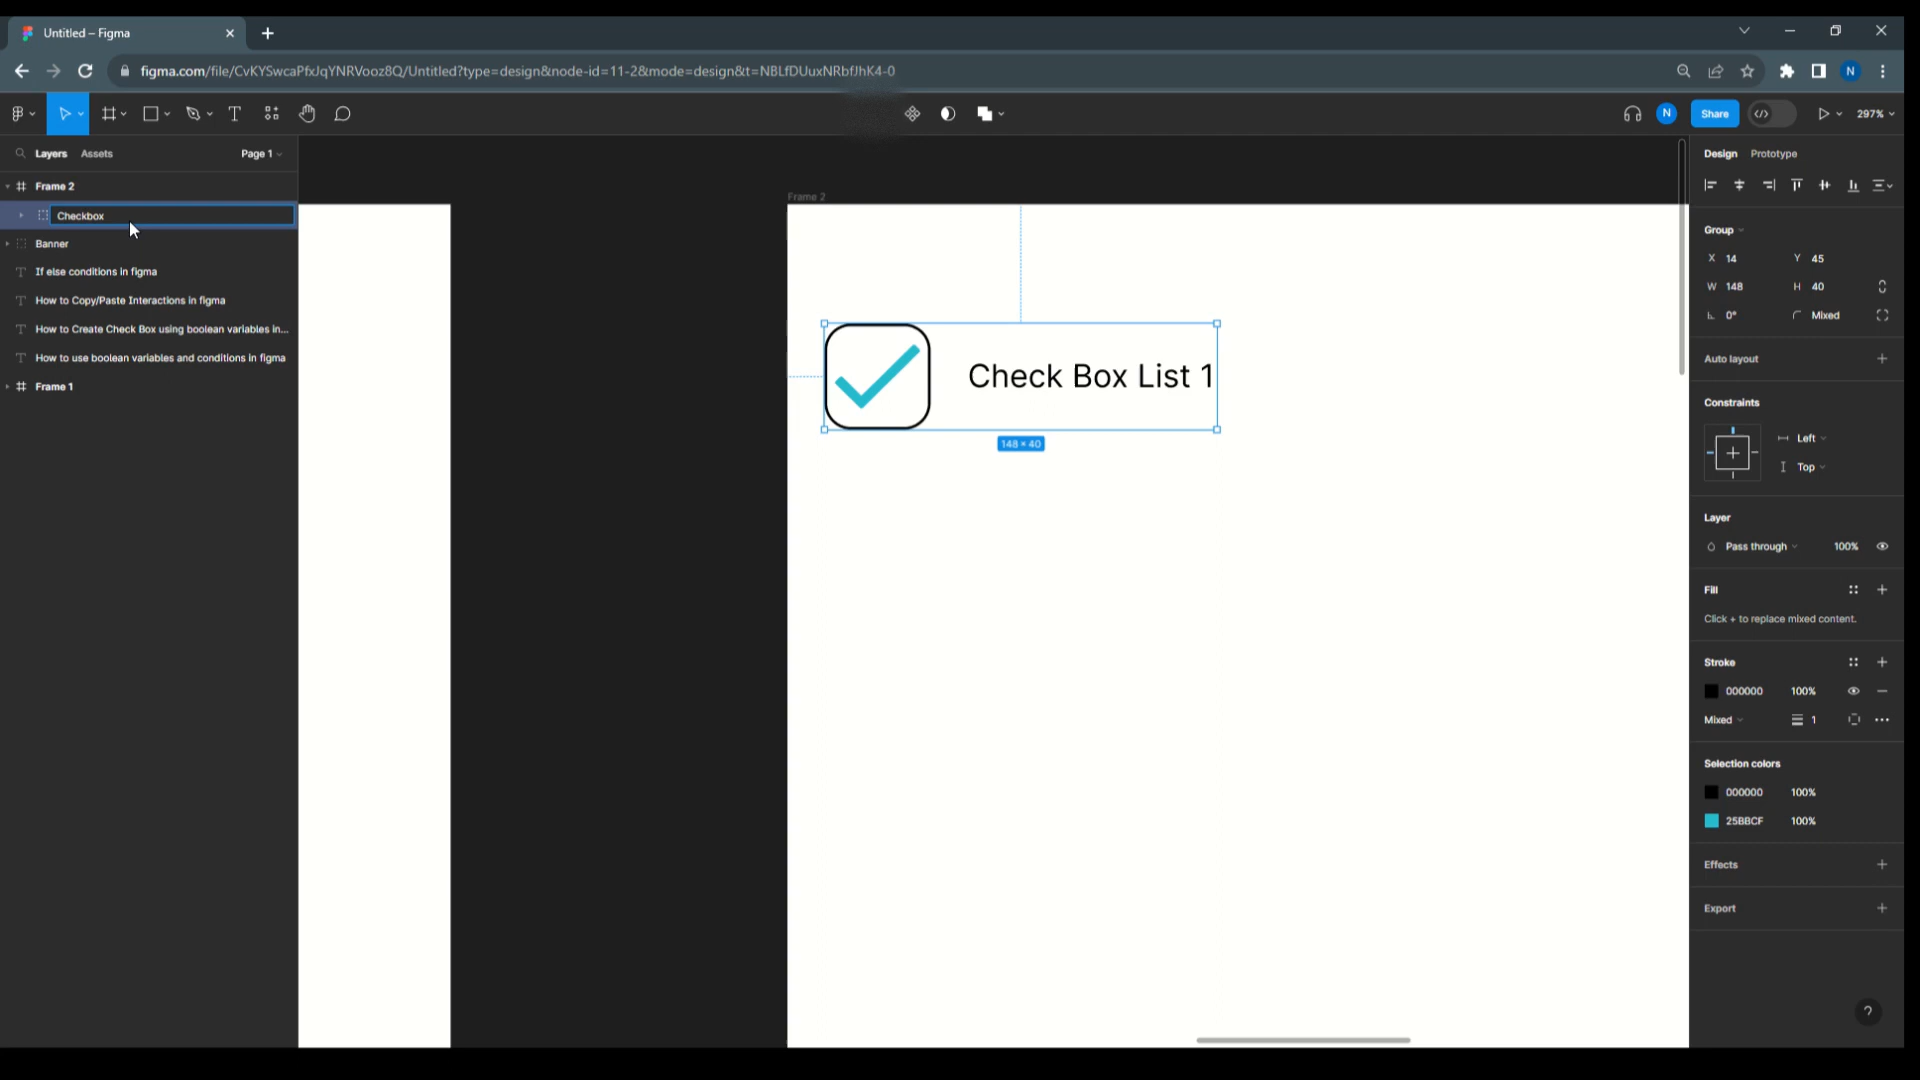 Untitled – Figma
figma.com/file/CvKYSwcaPfxJqYNRVooz8Q/Untitled?type=design&node-id=11-2&mode=design&t=NBLfDUuxNRbfJhK4-0
N
N
Share
297%
Layers
Assets
Page 1
Frame 2
Checkbox
Banner
If else conditions in figma
How to Copy/Paste Interactions in figma
How to Create Check Box using boolean variables in...
How to use boolean variables and conditions in figma
Frame 1
Frame 2
Check Box List 1
148 × 40
Design
Prototype
Group
X 14
Y 45
W 148
H 40
0°
Mixed
Auto layout
Constraints
Left
Top
Layer
Pass through
100%
Fill
Click + to replace mixed content.
Stroke
000000
100%
Mixed
1
Selection colors
000000
100%
25BBCF
100%
Effects
Export
?